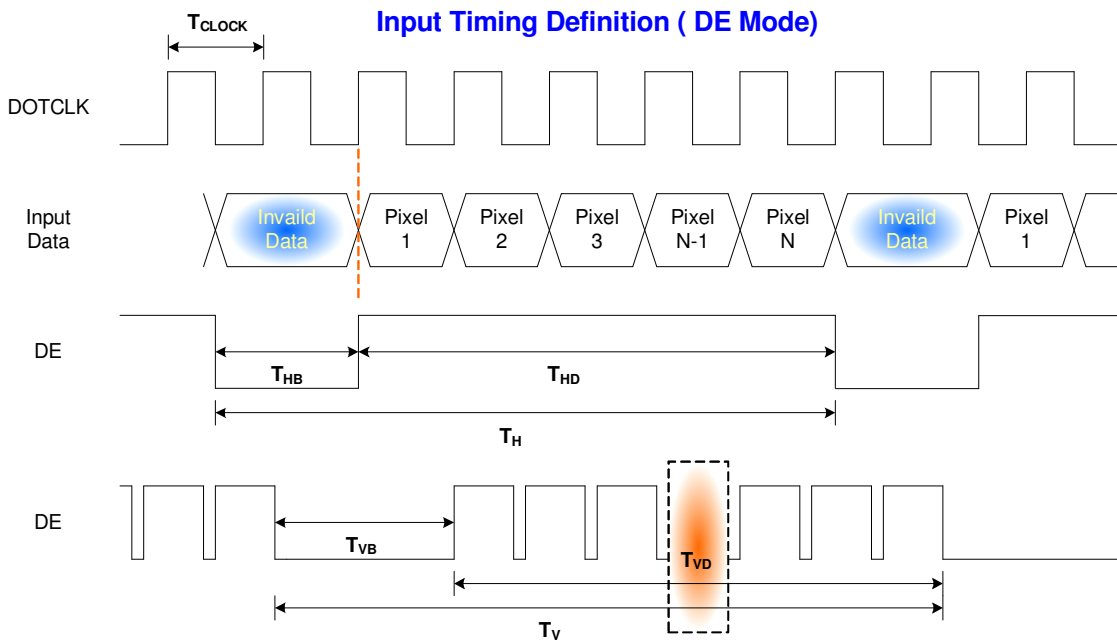 Input Timing Definition ( DE Mode)
TCLOCK
DOTCLK
Input
Data
Invaild
Data
Pixel
1
Pixel
2
Pixel
3
Pixel
N-1
Pixel
N
Invaild
Data
Pixel
1
DE
THB
THD
TH
DE
TVB
TVD
TV